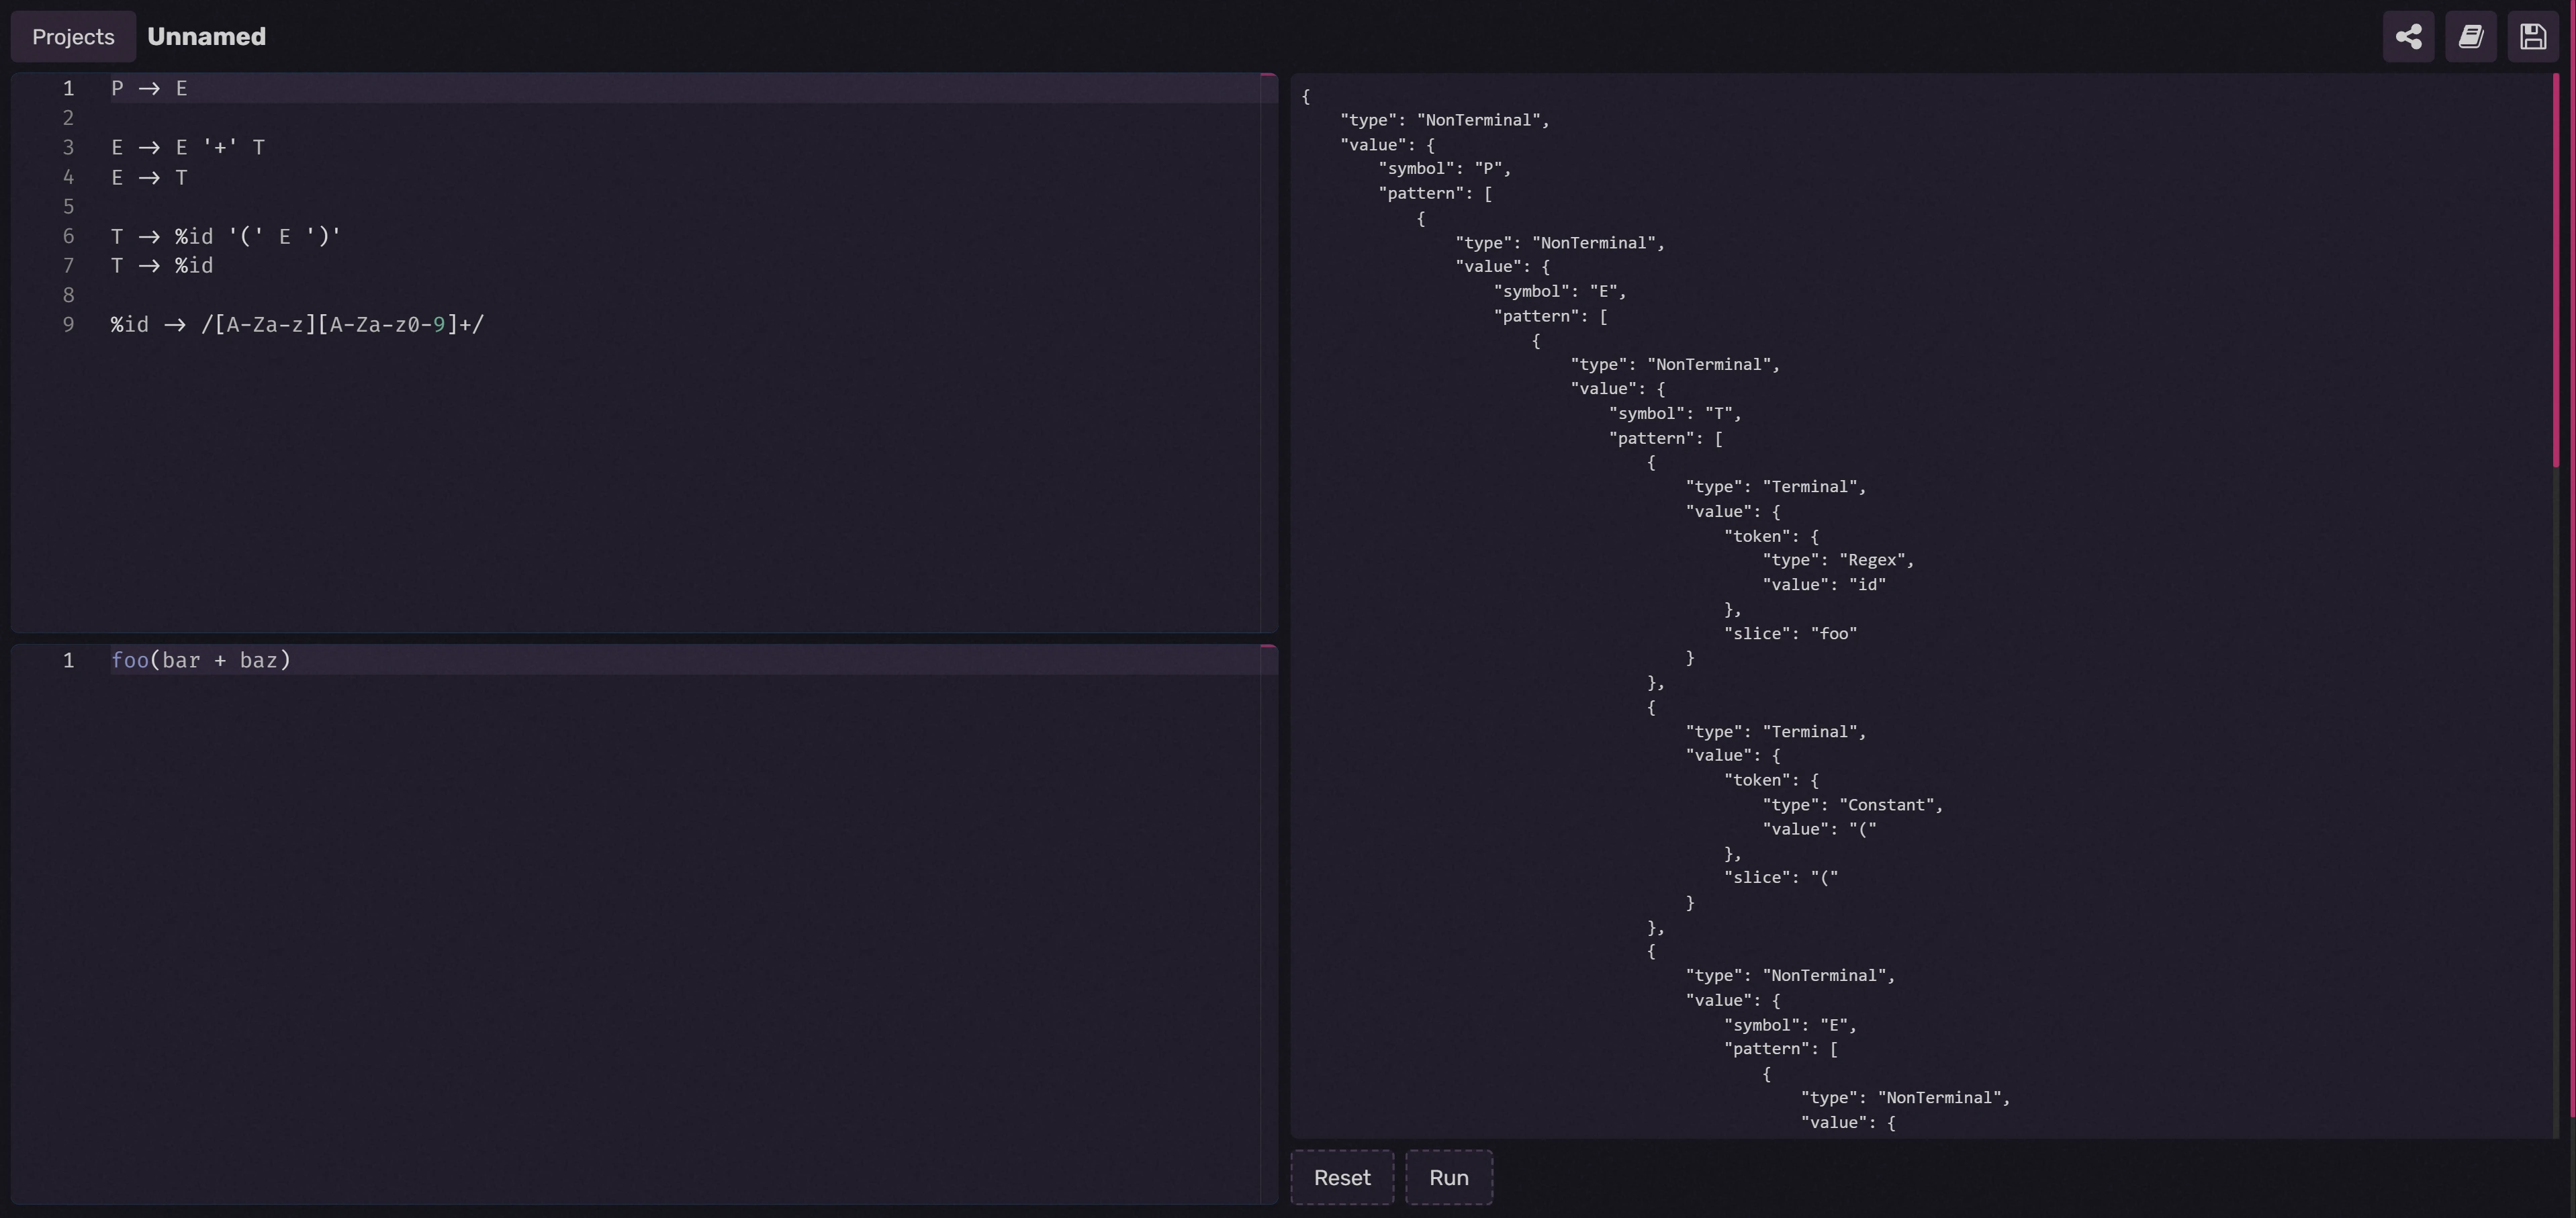 Projects Unnamed
1 P → E
2
3 E → E '+' T
4 E → T
5
6 T → %id '(' E ')'
7 T → %id
8
9 %id → /[A-Za-z][A-Za-z0-9]+/
1 foo(bar + baz)
{
    "type": "NonTerminal",
    "value": {
        "symbol": "P",
        "pattern": [
            {
                "type": "NonTerminal",
                "value": {
                    "symbol": "E",
                    "pattern": [
                        {
                            "type": "NonTerminal",
                            "value": {
                                "symbol": "T",
                                "pattern": [
                                    {
                                        "type": "Terminal",
                                        "value": {
                                            "token": {
                                                "type": "Regex",
                                                "value": "id"
                                            },
                                            "slice": "foo"
                                        }
                                    },
                                    {
                                        "type": "Terminal",
                                        "value": {
                                            "token": {
                                                "type": "Constant",
                                                "value": "("
                                            },
                                            "slice": "("
                                        }
                                    },
                                    {
                                        "type": "NonTerminal",
                                        "value": {
                                            "symbol": "E",
                                            "pattern": [
                                                {
                                                    "type": "NonTerminal",
                                                    "value": {
Reset Run